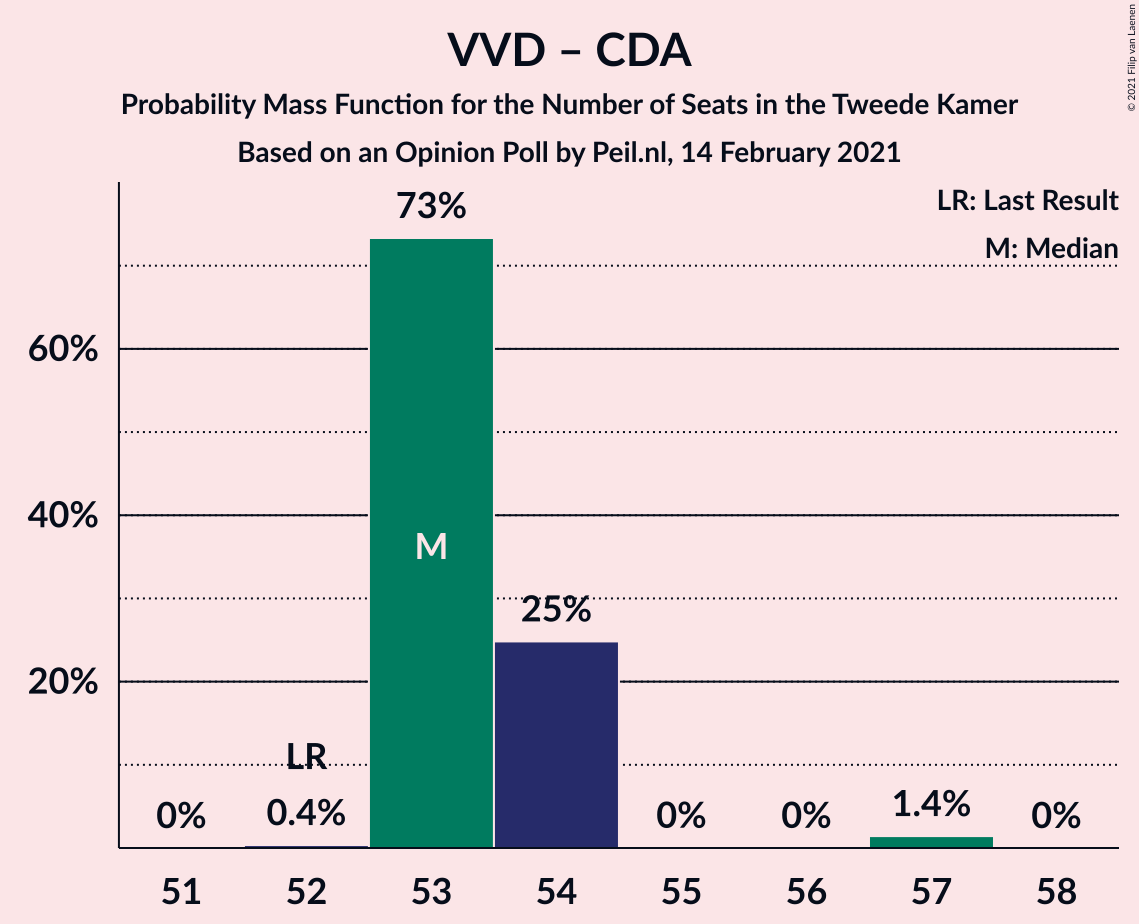 VVD – CDA
Probability Mass Function for the Number of Seats in the Tweede Kamer
Based on an Opinion Poll by Peil.nl, 14 February 2021
© 2021 Filip van Laenen
LR: Last Result
M: Median
73%
60%
M
40%
25%
20%
LR
0%
0.4%
0%
0%
1.4%
0%
51
52
53
54
55
56
57
58